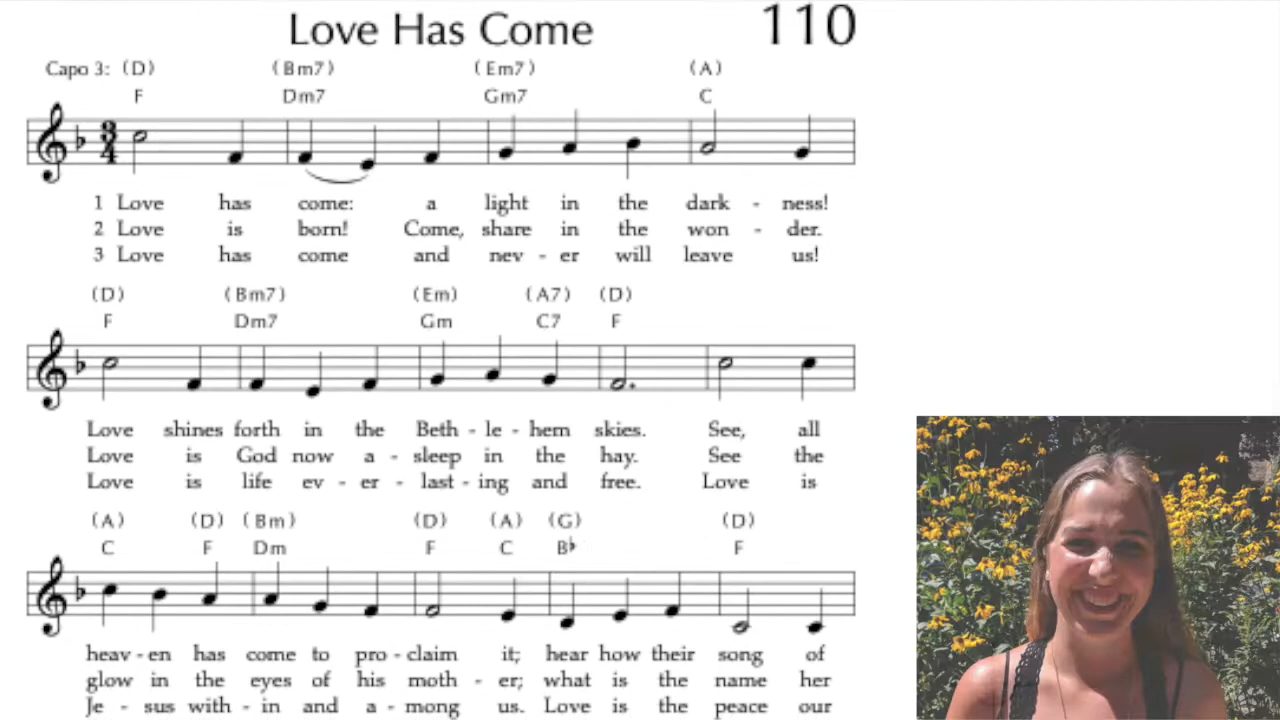 Love Has Come 110
Capo 3: (D) (Bm7) (Em7) (A)
F Dm7 Gm7 C
3
4
1 Love has come: a light in the dark - ness!
2 Love is born! Come, share in the won - der.
3 Love has come and nev - er will leave us!
(D) (Bm7) (Em) (A7) (D)
F Dm7 Gm C7 F
Love shines forth in the Beth - le - hem skies. See, all
Love is God now a - sleep in the hay. See the
Love is life ev - er - last - ing and free. Love is
(A) (D) (Bm) (D) (A) (G) (D)
C F Dm F C B♭ F
heav - en has come to pro - claim it; hear how their song of
glow in the eyes of his moth - er; what is the name her
Je - sus with - in and a - mong us. Love is the peace our